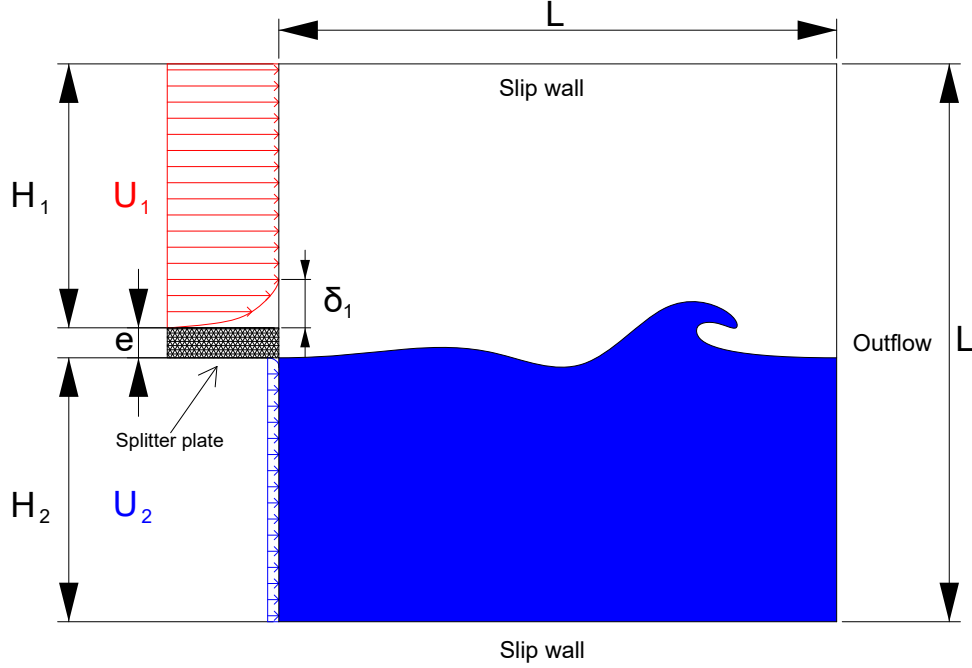 L
Slip wall
H₁
U₁
δ₁
e
Outflow
L
Splitter plate
H₂
U₂
Slip wall